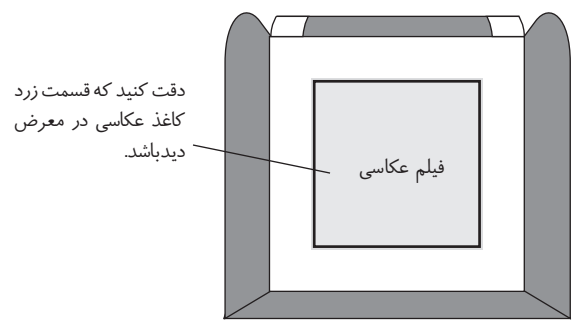 دقت کنید که قسمت زرد
کاغذ عکاسی در معرض
دیدباشد.
فیلم عکاسی